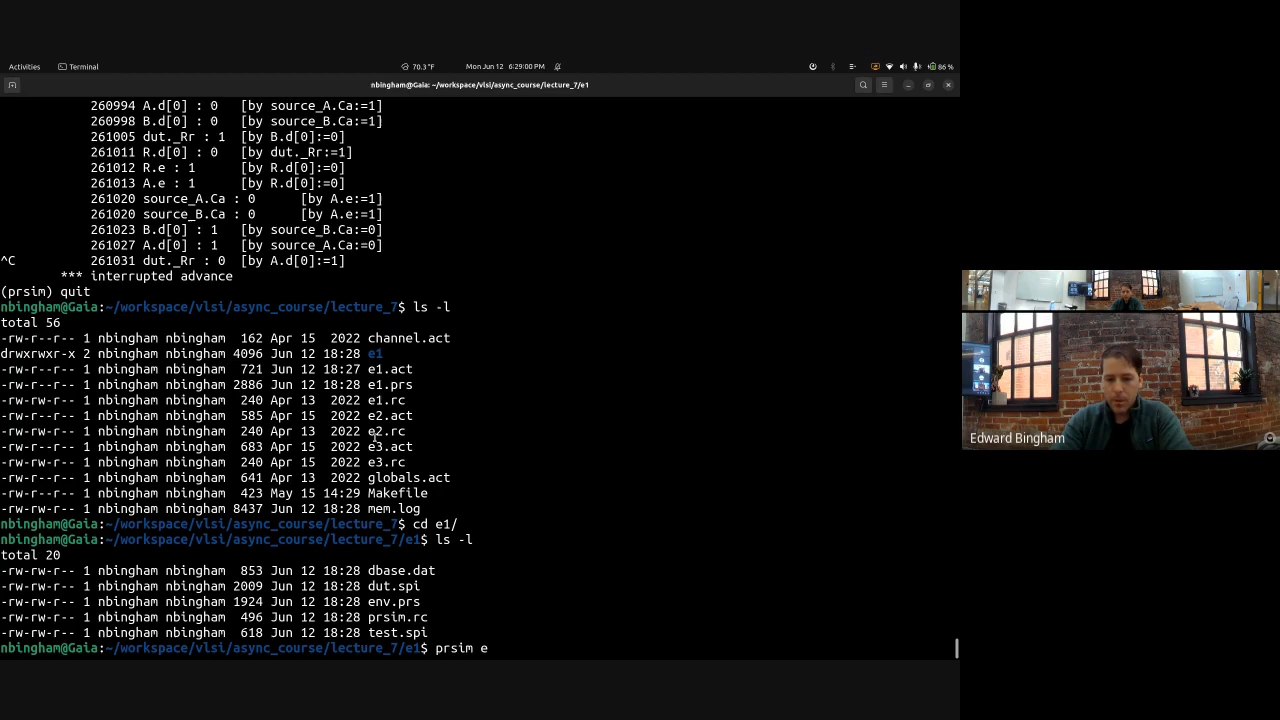 Activities Terminal 70.3 °F Mon Jun 12 6:29:00 PM 86 %
nbingham@Gaia: ~/workspace/vlsi/async_course/lecture_7/e1
260994 A.d[0] : 0 [by source_A.Ca:=1]
260998 B.d[0] : 0 [by source_B.Ca:=1]
261005 dut._Rr : 1 [by B.d[0]:=0]
261011 R.d[0] : 0 [by dut._Rr:=1]
261012 R.e : 1 [by R.d[0]:=0]
261013 A.e : 1 [by R.d[0]:=0]
261020 source_A.Ca : 0 [by A.e:=1]
261020 source_B.Ca : 0 [by A.e:=1]
261023 B.d[0] : 1 [by source_B.Ca:=0]
261027 A.d[0] : 1 [by source_A.Ca:=0]
^C 261031 dut._Rr : 0 [by A.d[0]:=1]
*** interrupted advance
(prsim) quit
nbingham@Gaia:~/workspace/vlsi/async_course/lecture_7$ ls -l
total 56
-rw-r--r-- 1 nbingham nbingham 162 Apr 15 2022 channel.act
drwxrwxr-x 2 nbingham nbingham 4096 Jun 12 18:28 e1
-rw-r--r-- 1 nbingham nbingham 721 Jun 12 18:27 e1.act
-rw-rw-r-- 1 nbingham nbingham 2886 Jun 12 18:28 e1.prs
-rw-r--r-- 1 nbingham nbingham 240 Apr 13 2022 e1.rc
-rw-r--r-- 1 nbingham nbingham 585 Apr 15 2022 e2.act
-rw-r--r-- 1 nbingham nbingham 240 Apr 13 2022 e2.rc
-rw-r--r-- 1 nbingham nbingham 683 Apr 15 2022 e3.act
-rw-r--r-- 1 nbingham nbingham 240 Apr 13 2022 e3.rc
-rw-r--r-- 1 nbingham nbingham 641 Apr 13 2022 globals.act
-rw-rw-r-- 1 nbingham nbingham 423 May 15 14:29 Makefile
-rw-rw-r-- 1 nbingham nbingham 8437 Jun 12 18:28 mem.log
nbingham@Gaia:~/workspace/vlsi/async_course/lecture_7$ cd e1/
nbingham@Gaia:~/workspace/vlsi/async_course/lecture_7/e1$ ls -l
total 20
-rw-rw-r-- 1 nbingham nbingham 853 Jun 12 18:28 dbase.dat
-rw-rw-r-- 1 nbingham nbingham 2009 Jun 12 18:28 dut.spi
-rw-rw-r-- 1 nbingham nbingham 1924 Jun 12 18:28 env.prs
-rw-rw-r-- 1 nbingham nbingham 496 Jun 12 18:28 prsim.rc
-rw-rw-r-- 1 nbingham nbingham 618 Jun 12 18:28 test.spi
nbingham@Gaia:~/workspace/vlsi/async_course/lecture_7/e1$ prsim e
Edward Bingham